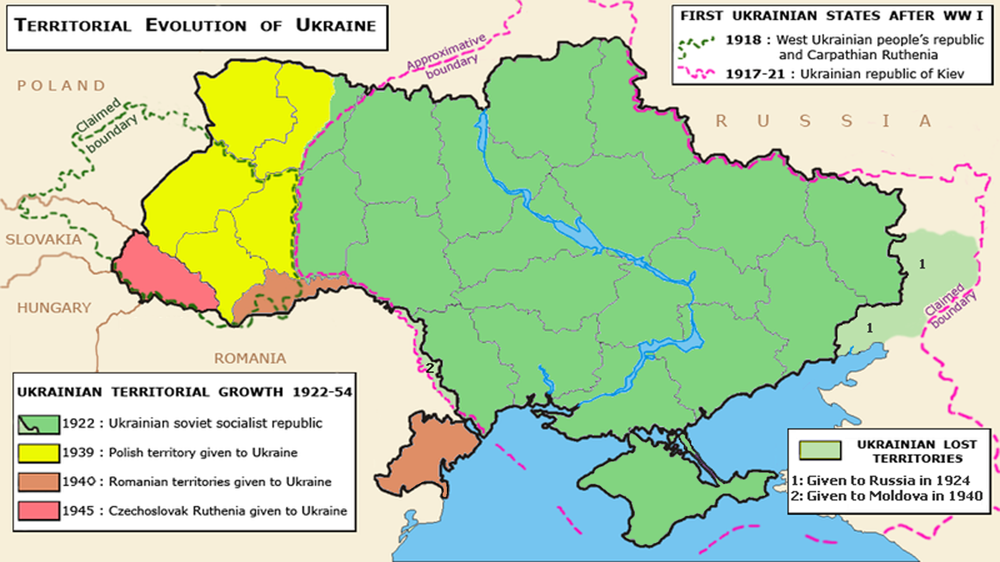 TERRITORIAL EVOLUTION OF UKRAINE
FIRST UKRAINIAN STATES AFTER WW I
1918 : West Ukrainian people's republic
and Carpathian Ruthenia
1917-21 : Ukrainian republic of Kiev
Approximative
boundary
POLAND
Claimed
boundary
RUSSIA
SLOVAKIA
HUNGARY
ROMANIA
1
1
2
Claimed
boundary
UKRAINIAN TERRITORIAL GROWTH 1922-54
1922 : Ukrainian soviet socialist republic
1939 : Polish territory given to Ukraine
1940 : Romanian territories given to Ukraine
1945 : Czechoslovak Ruthenia given to Ukraine
UKRAINIAN LOST
TERRITORIES
1: Given to Russia in 1924
2: Given to Moldova in 1940